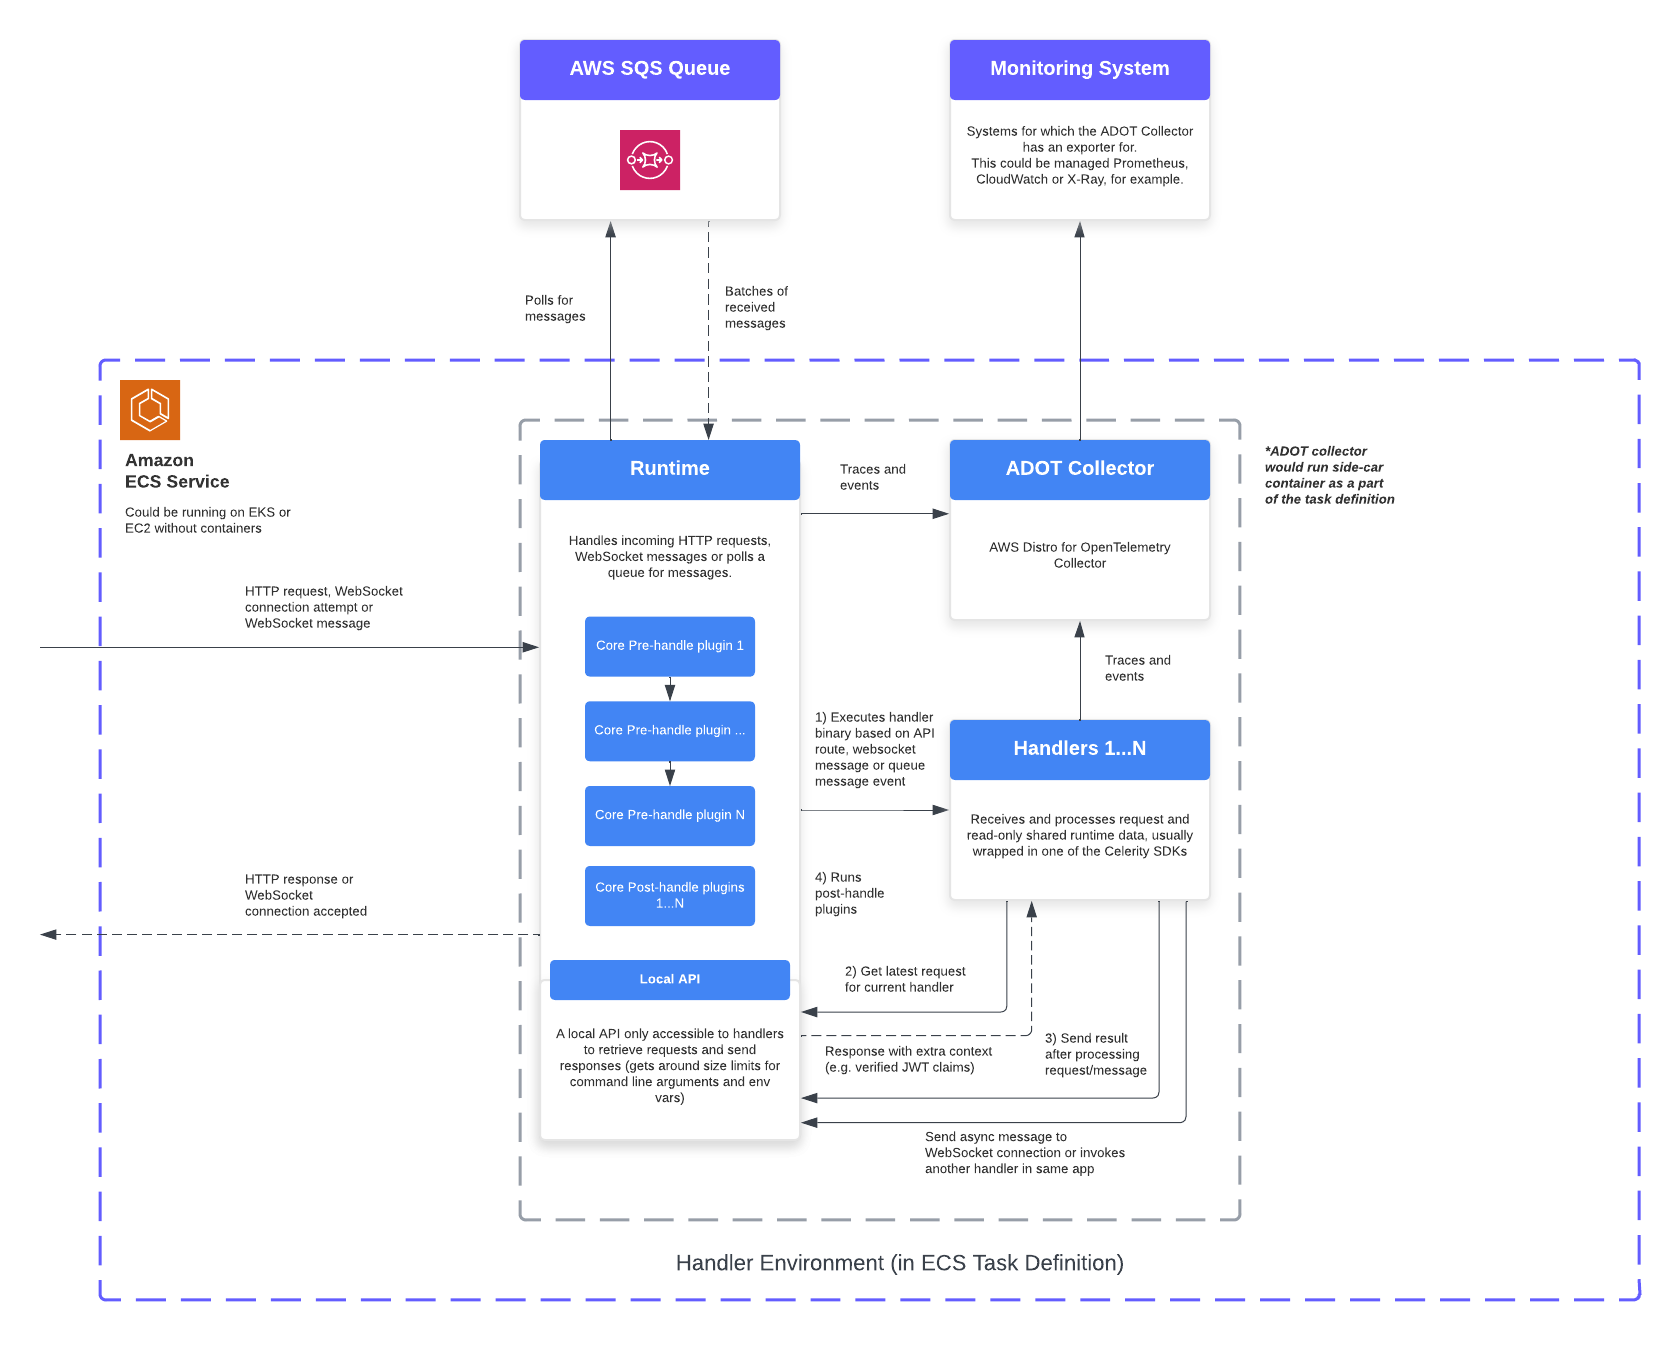 AWS SQS Queue
Monitoring System
Systems for which the ADOT Collector
has an exporter for.
This could be managed Prometheus,
CloudWatch or X-Ray, for example.
Polls for
messages
Batches of
received
messages
Amazon
ECS Service
Could be running on EKS or
EC2 without containers
Runtime
Handles incoming HTTP requests,
WebSocket messages or polls a
queue for messages.
Traces and
events
ADOT Collector
AWS Distro for OpenTelemetry
Collector
*ADOT collector
would run side-car
container as a part
of the task definition
HTTP request, WebSocket
connection attempt or
WebSocket message
Core Pre-handle plugin 1
Core Pre-handle plugin ...
Core Pre-handle plugin N
Core Post-handle plugins
1...N
Traces and
events
1) Executes handler
binary based on API
route, websocket
message or queue
message event
Handlers 1...N
Receives and processes request and
read-only shared runtime data, usually
wrapped in one of the Celerity SDKs
HTTP response or
WebSocket
connection accepted
4) Runs
post-handle
plugins
Local API
A local API only accessible to handlers
to retrieve requests and send
responses (gets around size limits for
command line arguments and env
vars)
2) Get latest request
for current handler
Response with extra context
(e.g. verified JWT claims)
3) Send result
after processing
request/message
Send async message to
WebSocket connection or invokes
another handler in same app
Handler Environment (in ECS Task Definition)